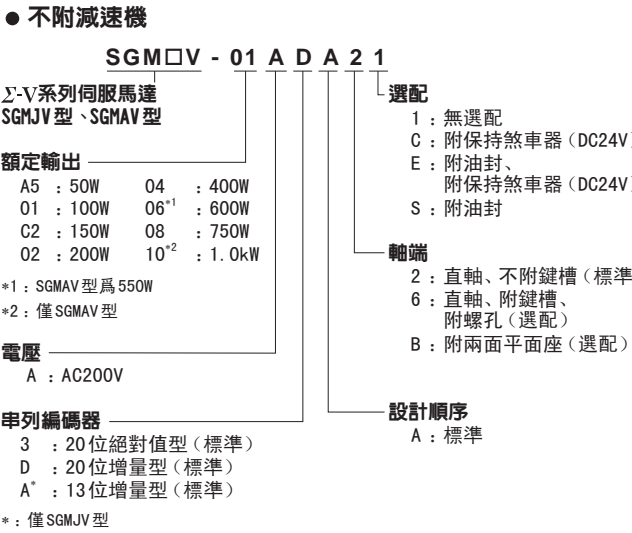 ● 不附減速機
SGM□V - 01 A D A 2 1
Σ-V系列伺服馬達
SGMJV型、SGMAV型
額定輸出
A5 : 50W 04 : 400W
01 : 100W 06*1 : 600W
C2 : 150W 08 : 750W
02 : 200W 10*2 : 1.0kW
*1 : SGMAV型爲550W
*2 : 僅SGMAV型
電壓
A : AC200V
串列編碼器
3 : 20位絕對值型（標準）
D : 20位增量型（標準）
A* : 13位增量型（標準）
* : 僅SGMJV型
選配
1 : 無選配
C : 附保持煞車器（DC24V）
E : 附油封、
附保持煞車器（DC24V）
S : 附油封
軸端
2 : 直軸、不附鍵槽（標準
6 : 直軸、附鍵槽、
附螺孔（選配）
B : 附兩面平面座（選配）
設計順序
A : 標準